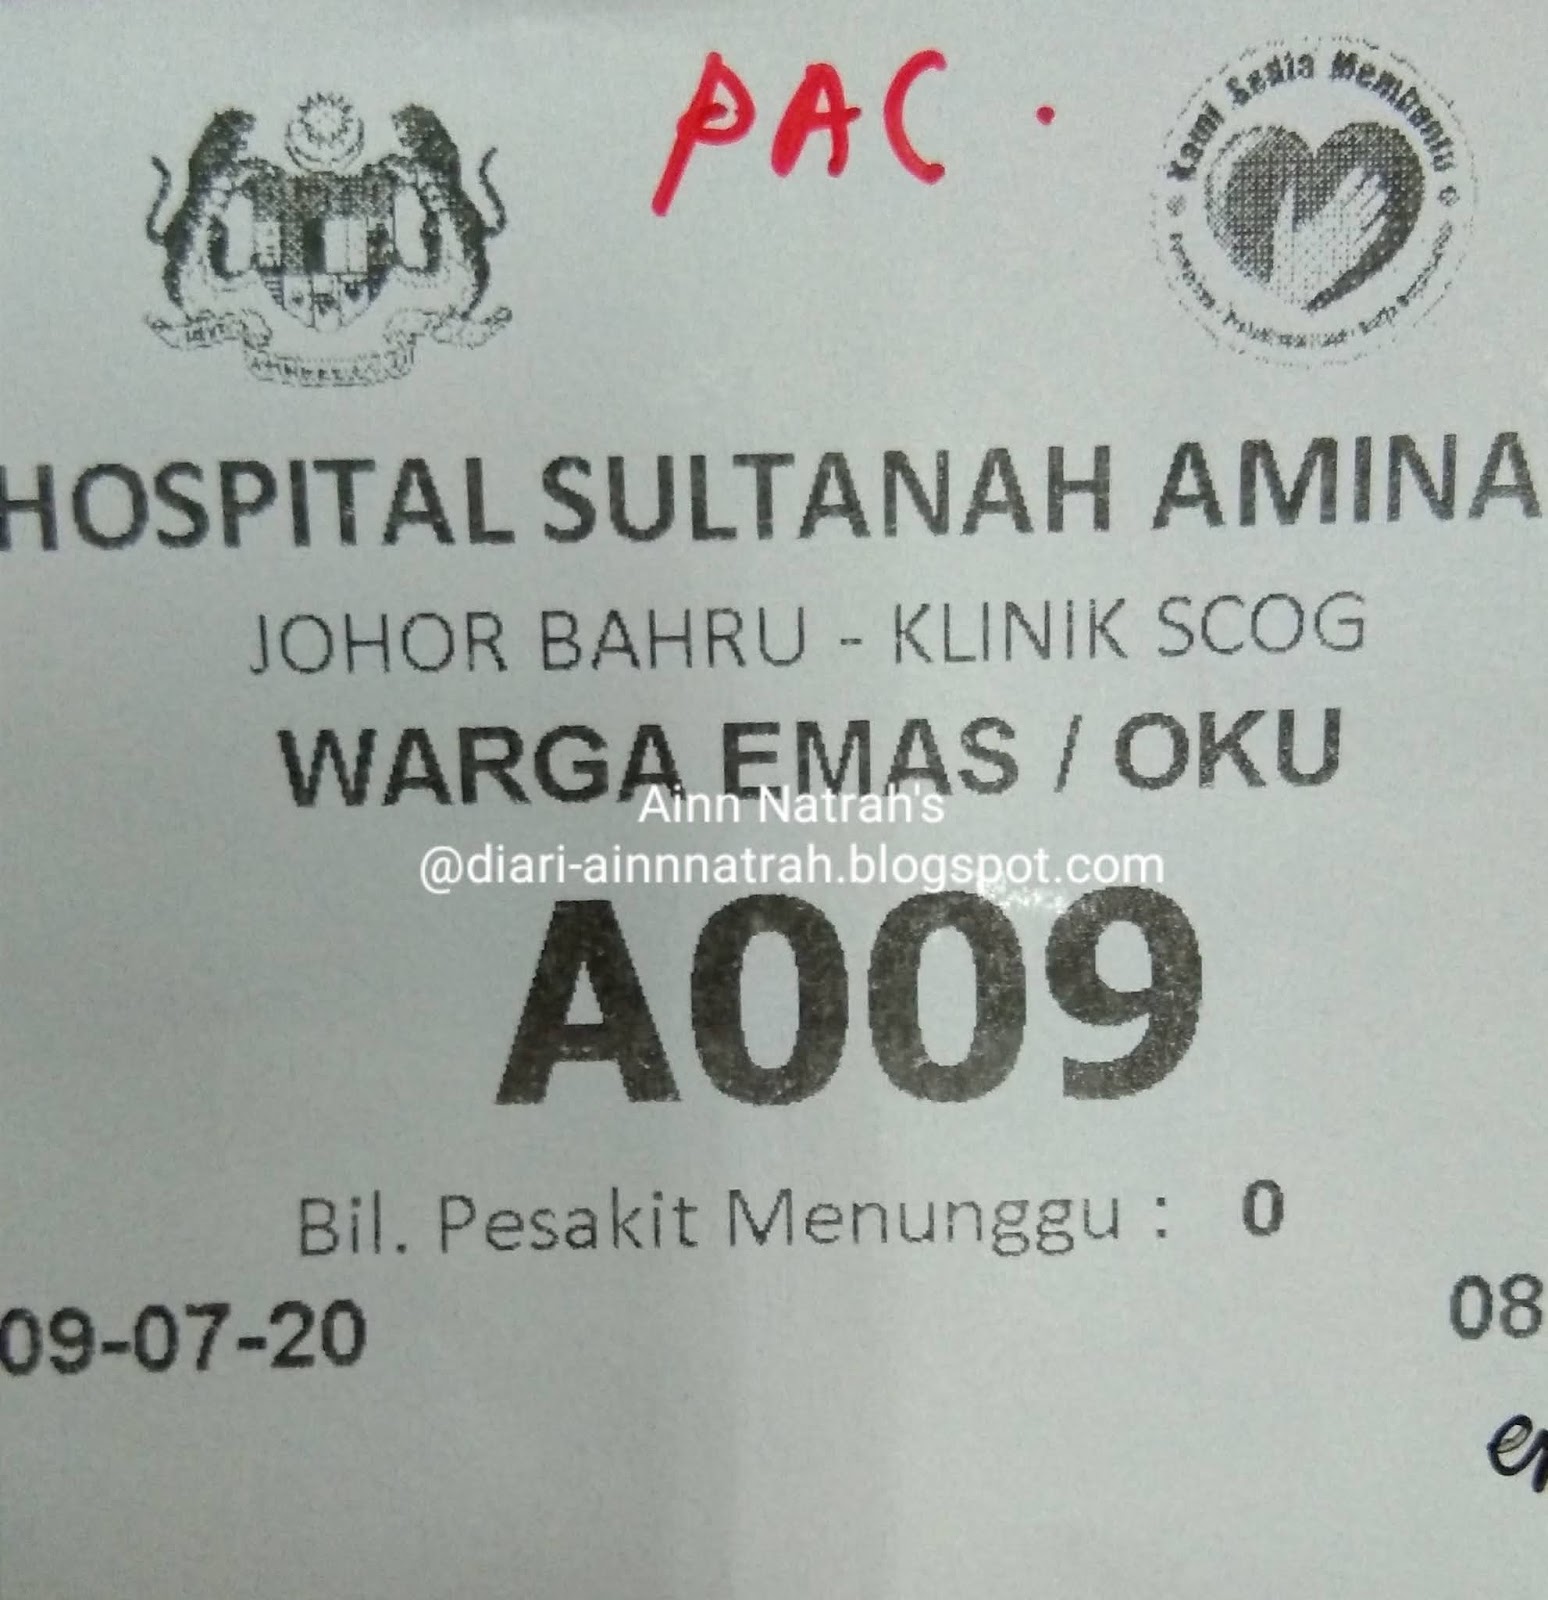 PAC.
Kami Sedia Membantu
HOSPITAL SULTANAH AMINA
JOHOR BAHRU - KLINIK SCOG
WARGA EMAS / OKU
Ainn Natrah's
@diari-ainnnatrah.blogspot.com
A009
Bil. Pesakit Menunggu : 0
09-07-20 08